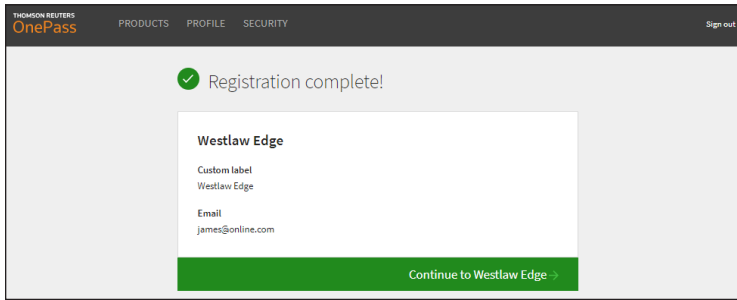 THOMSON REUTERS
OnePass
PRODUCTS PROFILE SECURITY
Sign out
Registration complete!
Westlaw Edge
Custom label
Westlaw Edge
Email
james@online.com
Continue to Westlaw Edge →